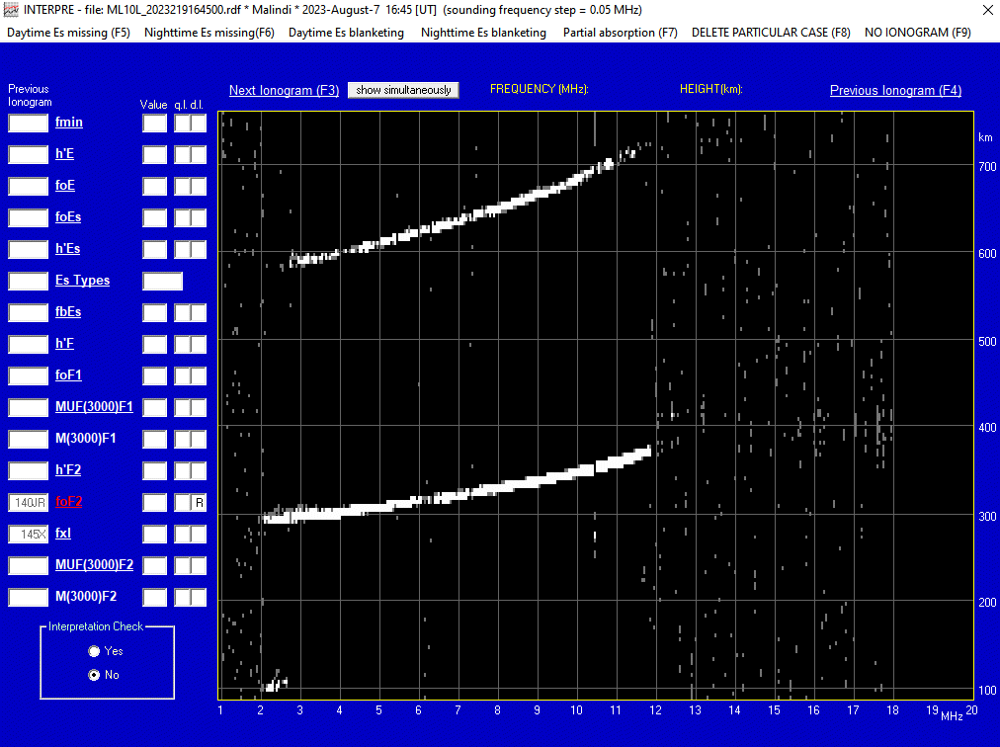 INTERPRE - file: ML10L_2023219164500.rdf * Malindi * 2023-August-7  16:45 [UT]  (sounding frequency step = 0.05 MHz)
Daytime Es missing (F5)  Nighttime Es missing(F6)  Daytime Es blanketing  Nighttime Es blanketing  Partial absorption (F7)  DELETE PARTICULAR CASE (F8)  NO IONOGRAM (F9)
Previous
Ionogram
Value q.l. d.l.
Next Ionogram (F3)  show simultaneously  FREQUENCY (MHz):  HEIGHT(km):  Previous Ionogram (F4)
fmin
h'E
foE
foEs
h'Es
Es Types
fbEs
h'F
foF1
MUF(3000)F1
M(3000)F1
h'F2
140JR foF2 R
145X fxI
MUF(3000)F2
M(3000)F2
Interpretation Check
Yes
No
km
700
600
500
400
300
200
100
1 2 3 4 5 6 7 8 9 10 11 12 13 14 15 16 17 18 19 20
MHz